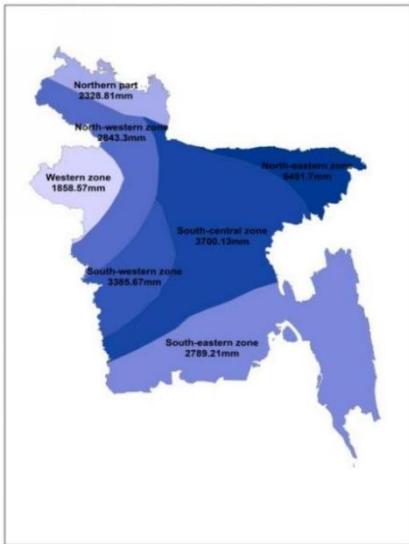 Northern part
2328.81mm
North-western zone
2643.3mm
North-eastern zone
Western zone
1858.57mm
South-central zone
3700.13mm
South-western zone
3385.67mm
South-eastern zone
2789.21mm